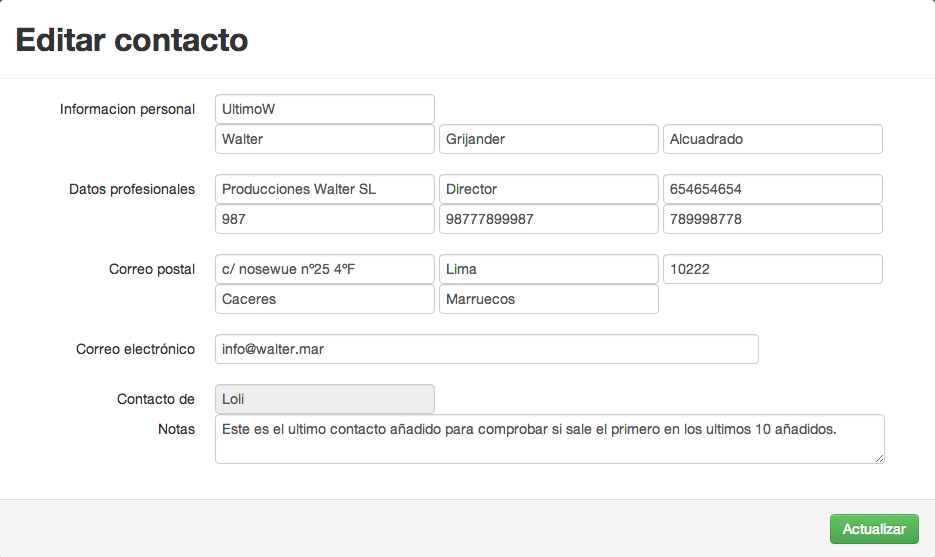 Editar contacto
Informacion personal UltimoW
Walter Grijander Alcuadrado
Datos profesionales Producciones Walter SL Director 654654654
987 98777899987 789998778
Correo postal c/ nosewue nº25 4ºF Lima 10222
Caceres Marruecos
Correo electrónico info@walter.mar
Contacto de Loli
Notas Este es el ultimo contacto añadido para comprobar si sale el primero en los ultimos 10 añadidos.
Actualizar